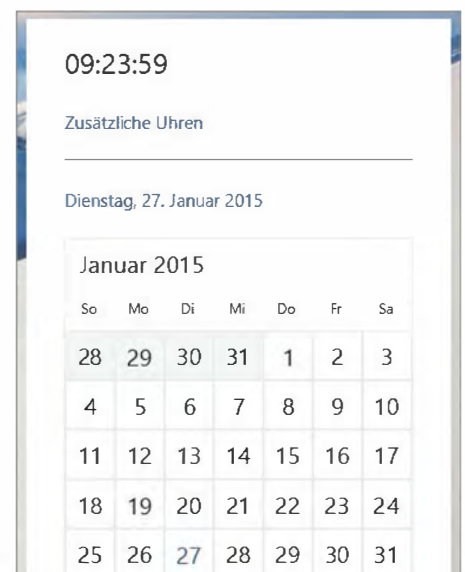 09:23:59
Zusätzliche Uhren
Dienstag, 27. Januar 2015
Januar 2015
So Mo Di Mi Do Fr Sa
28 29 30 31 1 2 3
4 5 6 7 8 9 10
11 12 13 14 15 16 17
18 19 20 21 22 23 24
25 26 27 28 29 30 31